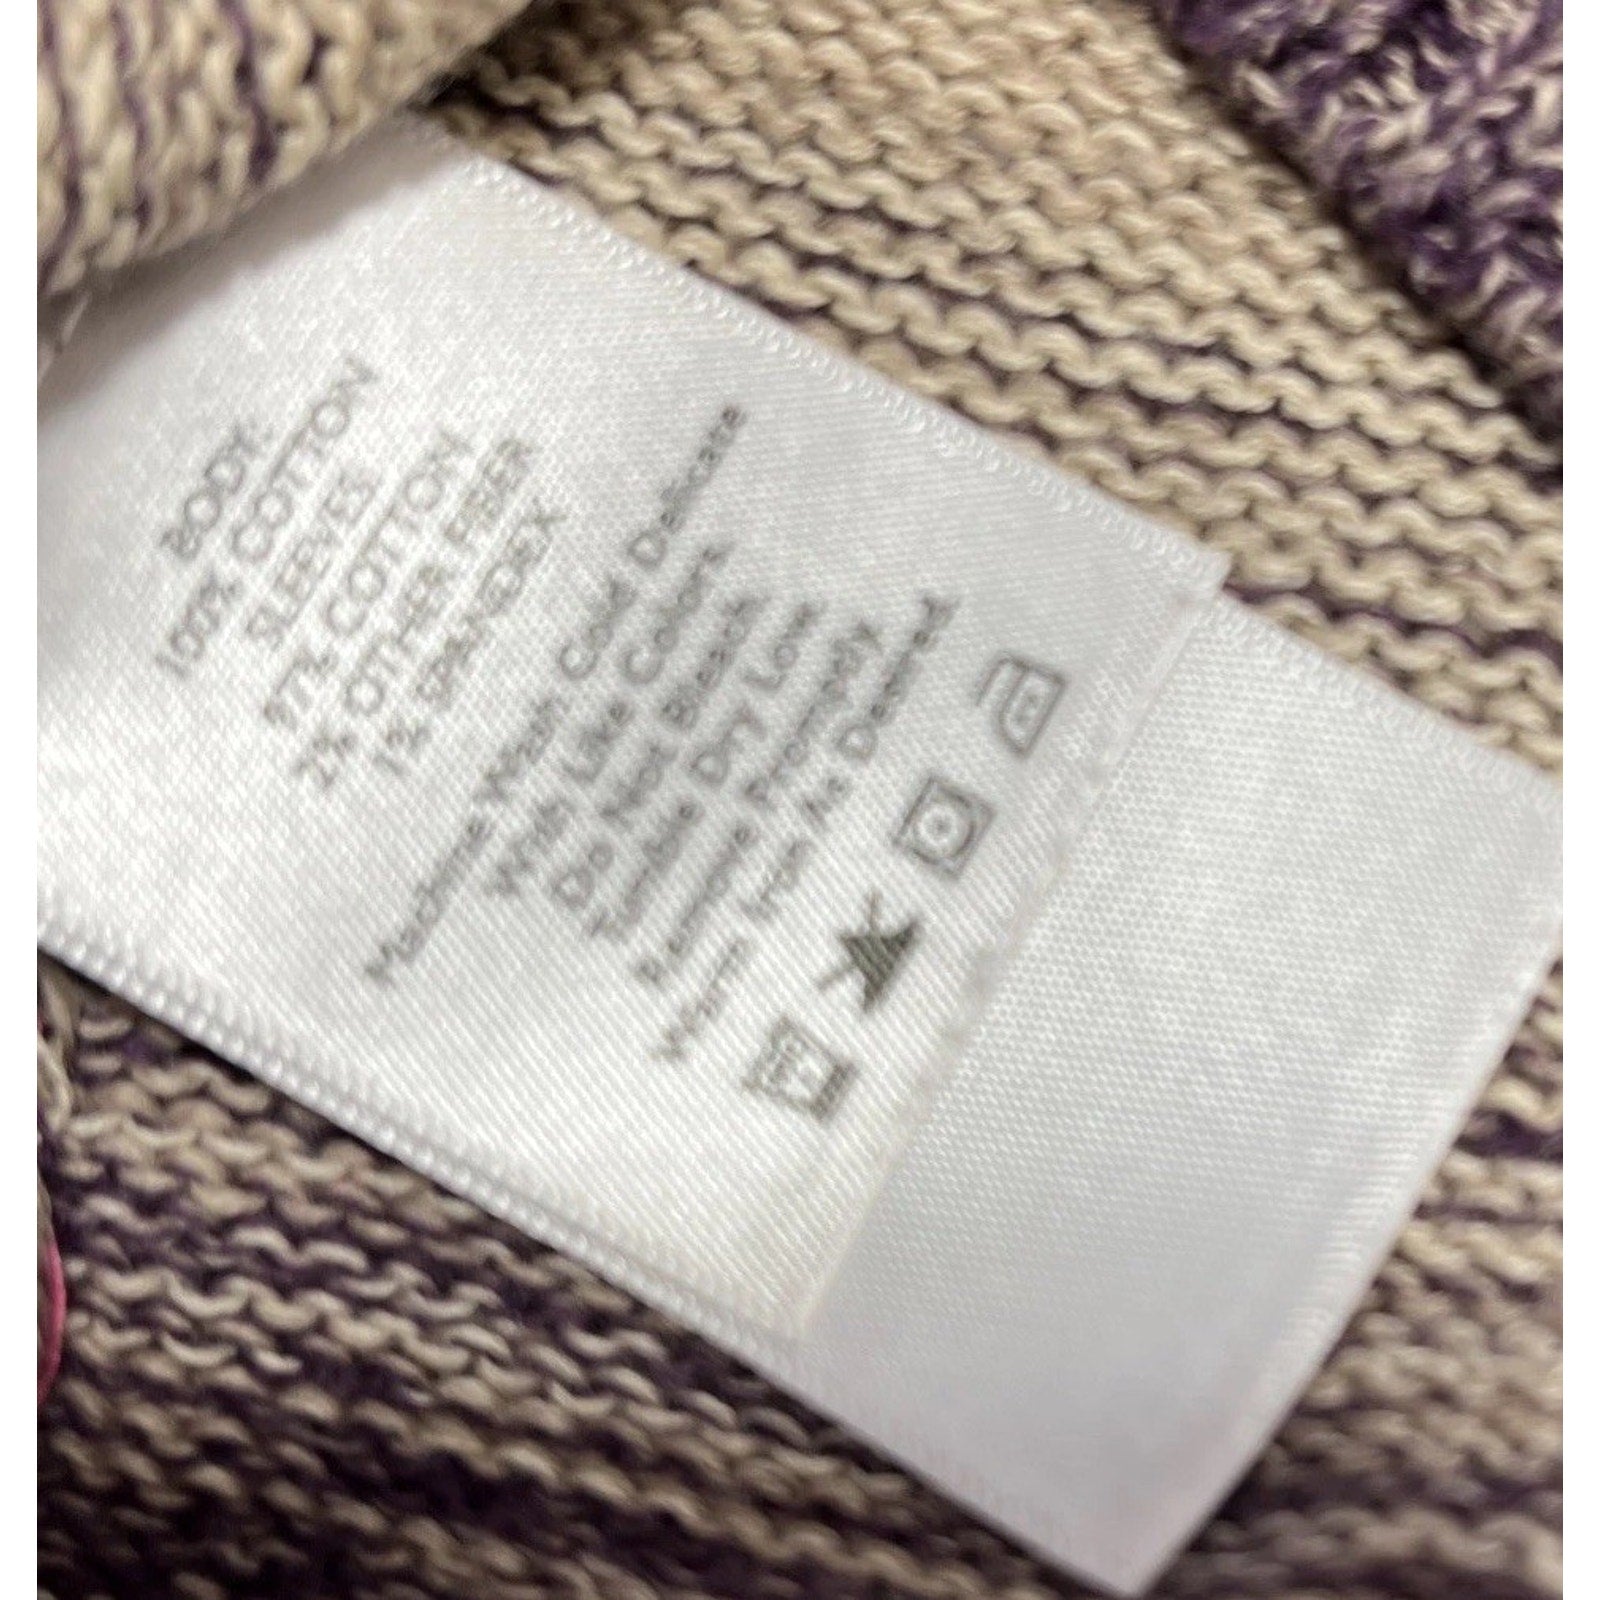 BODY:
100% COTTON
SLEEVES
97% COTTON
2% OTHER FIBER
1% SPANDEX
Machine Wash Cold Delicate
With Like Colors
Do Not Bleach
Tumble Dry Low
Remove Promptly
Warm Iron As Desired